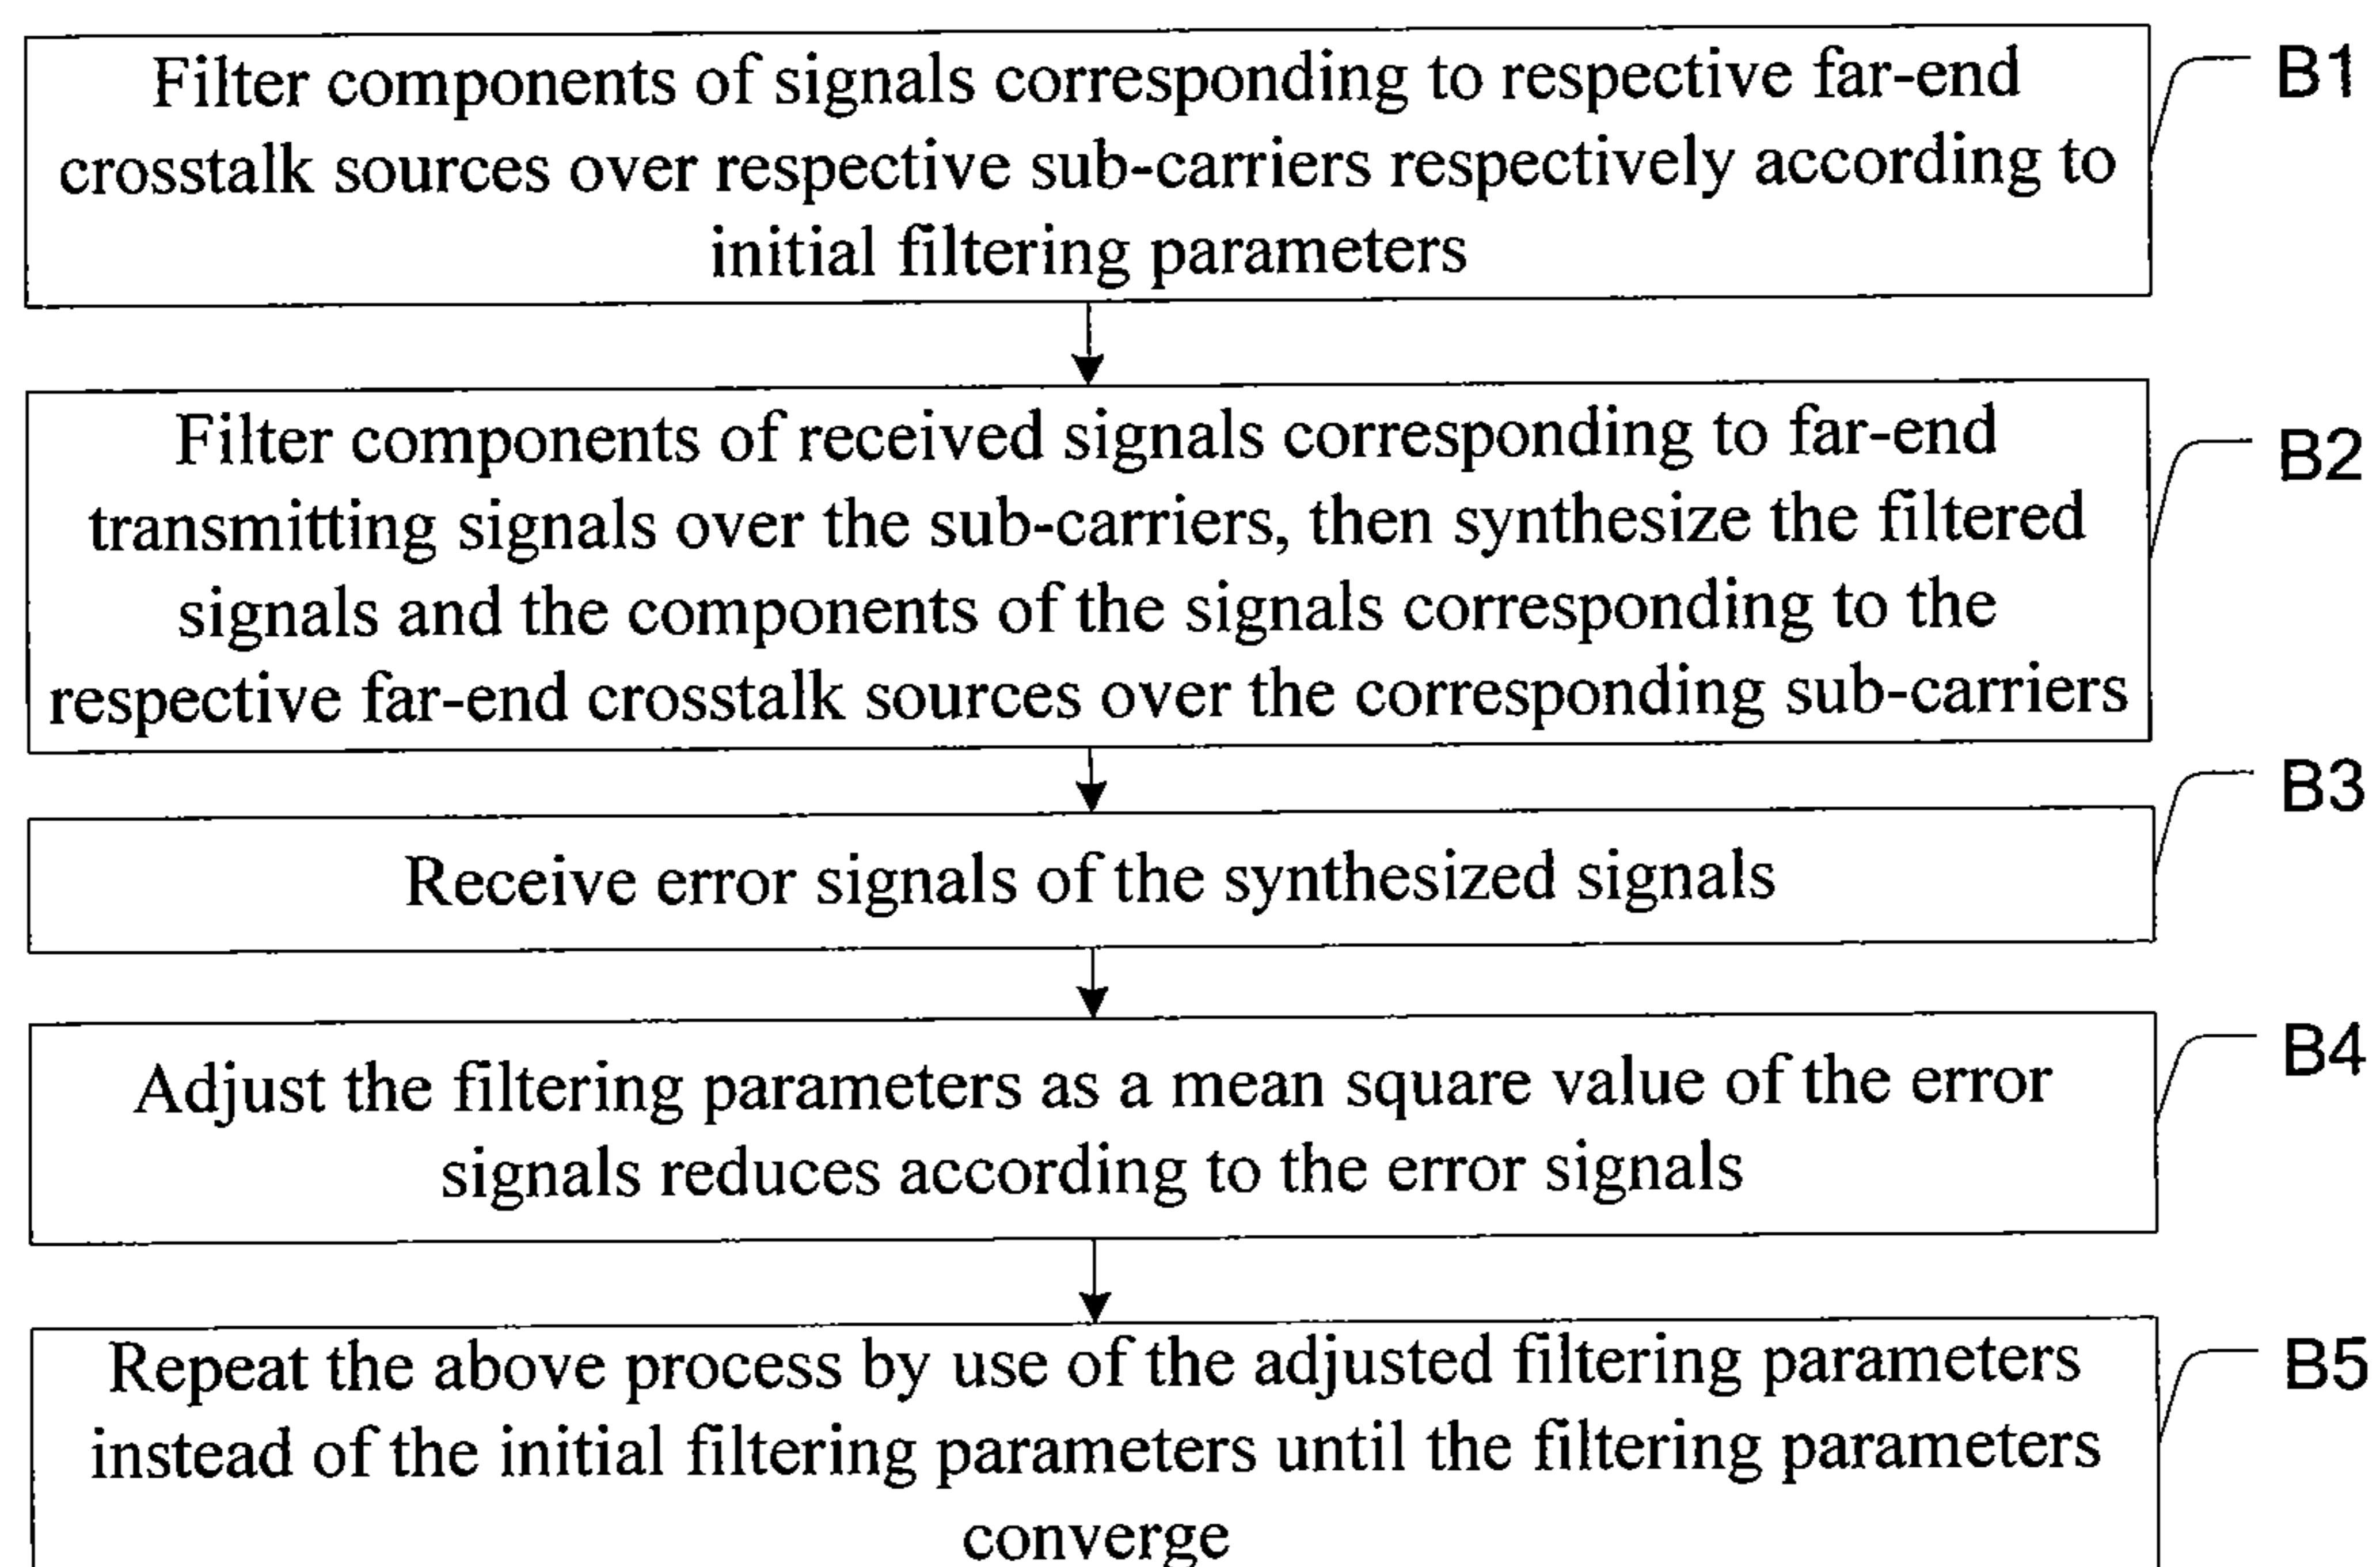 Filter components of signals corresponding to respective far-end
crosstalk sources over respective sub-carriers respectively according to
initial filtering parameters
B1
Filter components of received signals corresponding to far-end
transmitting signals over the sub-carriers, then synthesize the filtered
signals and the components of the signals corresponding to the
respective far-end crosstalk sources over the corresponding sub-carriers
B2
Receive error signals of the synthesized signals
B3
Adjust the filtering parameters as a mean square value of the error
signals reduces according to the error signals
B4
Repeat the above process by use of the adjusted filtering parameters
instead of the initial filtering parameters until the filtering parameters
converge
B5